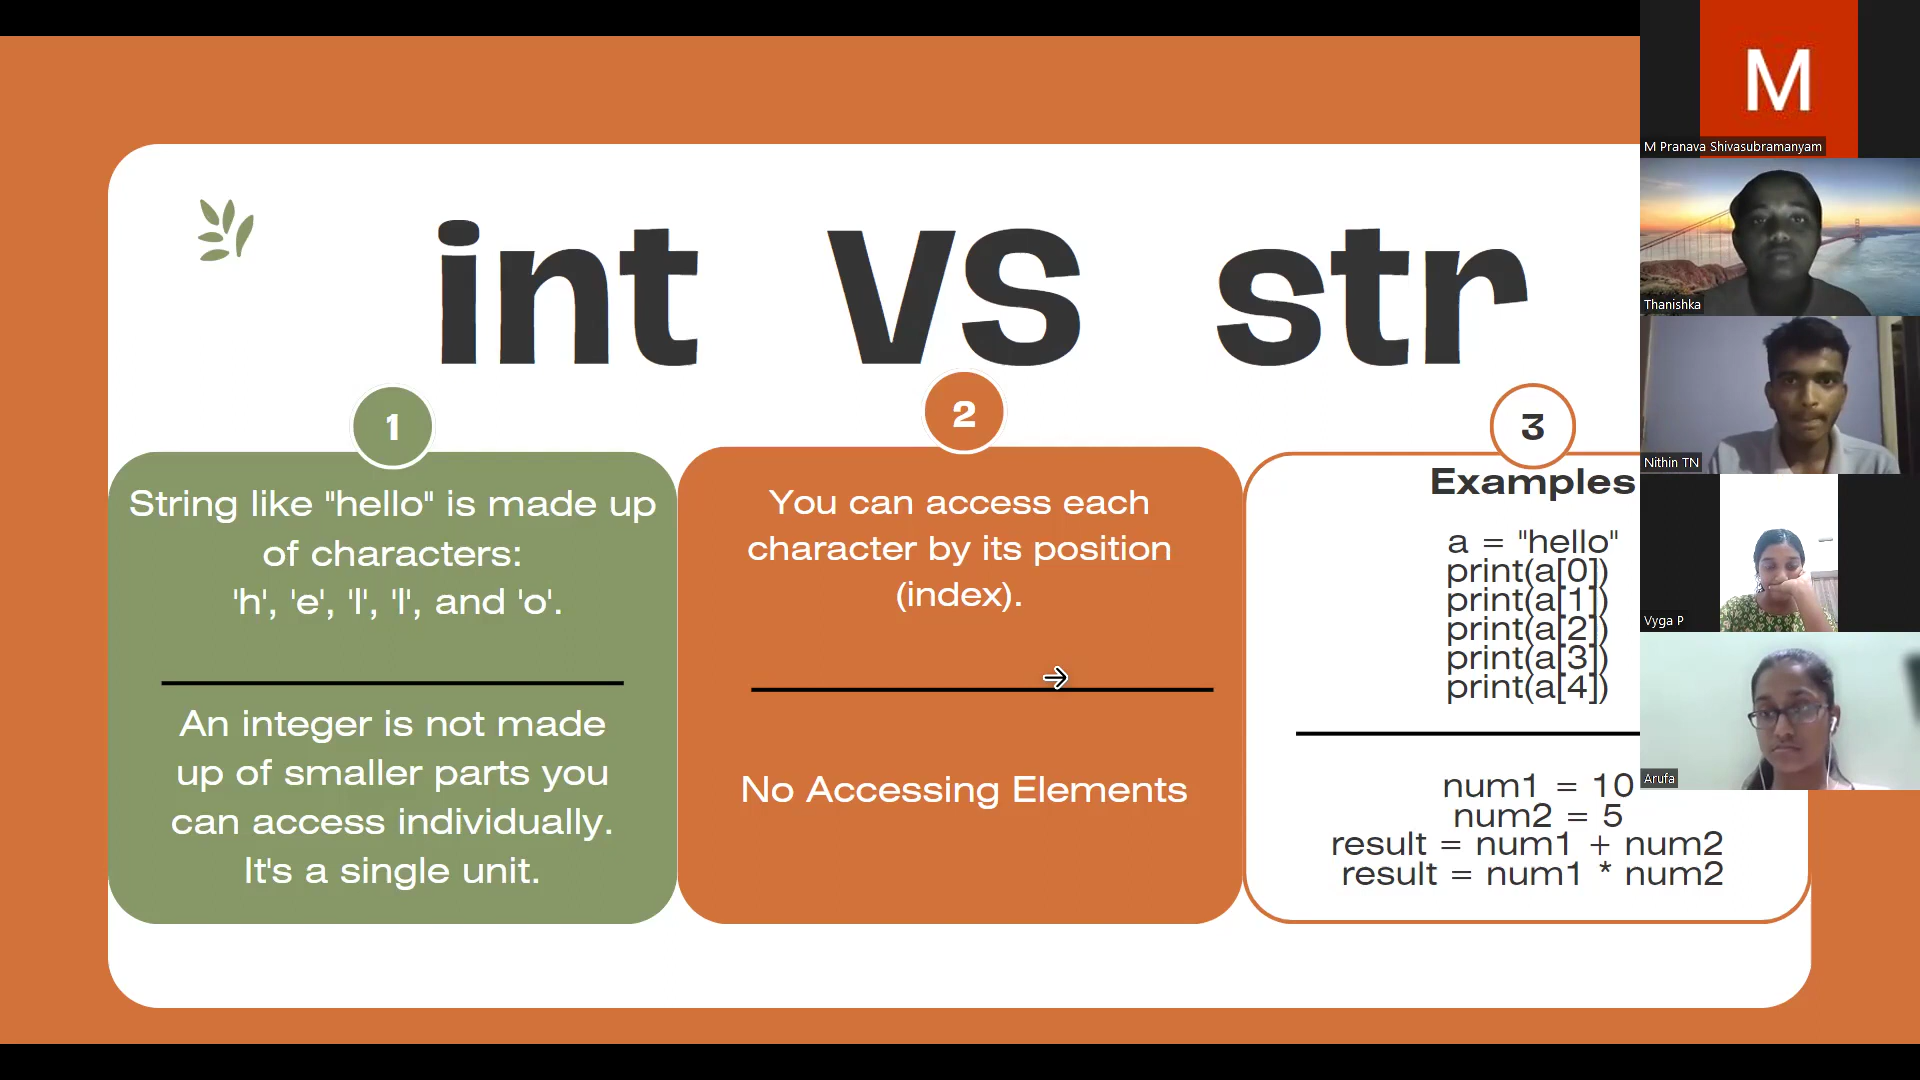 int VS str
1
String like "hello" is made up
of characters:
'h', 'e', 'l', 'l', and 'o'.
An integer is not made
up of smaller parts you
can access individually.
It's a single unit.
2
You can access each
character by its position
(index).
No Accessing Elements
3
Examples
a = "hello"
print(a[0])
print(a[1])
print(a[2])
print(a[3])
print(a[4])
num1 = 10
num2 = 5
result = num1 + num2
result = num1 * num2
M
M Pranava Shivasubramanyam
Thanishka
Nithin TN
Vyga P
Arufa